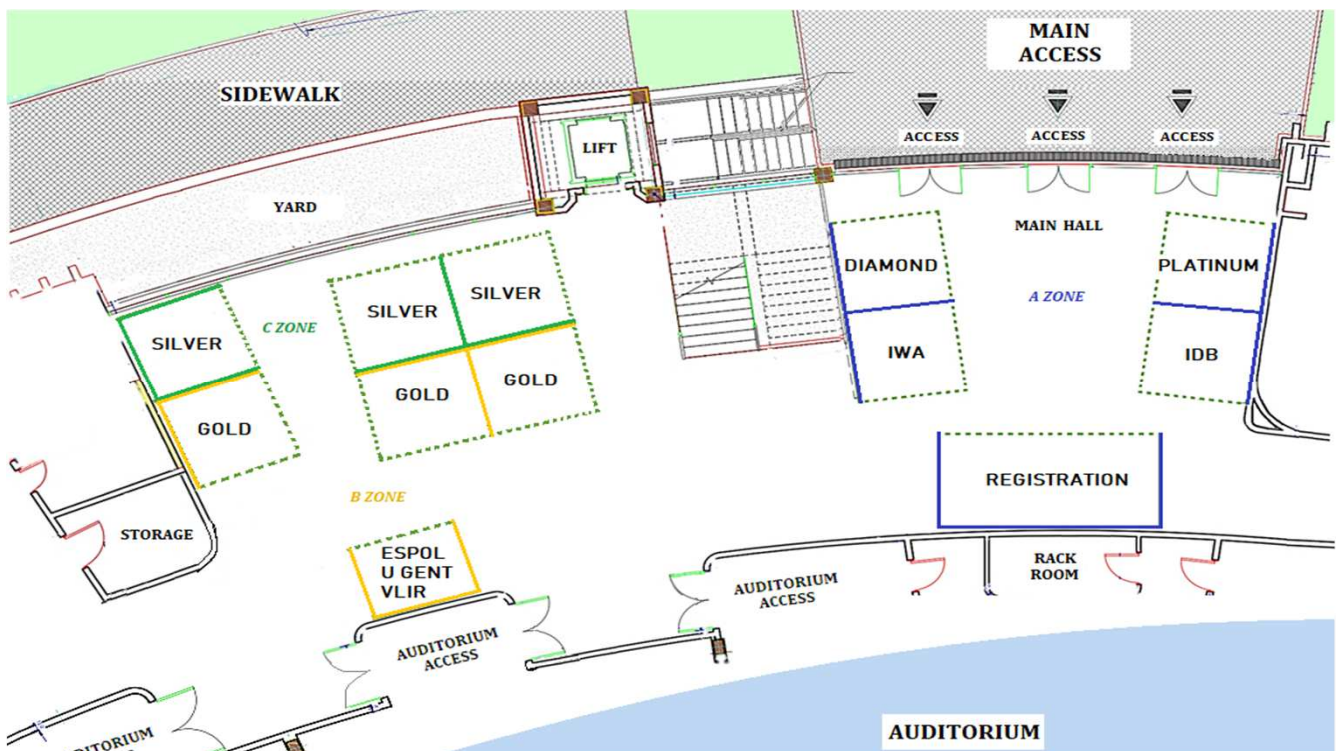 MAIN
ACCESS
SIDEWALK
ACCESS
ACCESS
ACCESS
LIFT
YARD
MAIN HALL
DIAMOND
PLATINUM
A ZONE
SILVER
SILVER
C ZONE
SILVER
IWA
IDB
GOLD
GOLD
GOLD
REGISTRATION
B ZONE
STORAGE
ESPOL
U GENT
VLIR
RACK
ROOM
AUDITORIUM
ACCESS
AUDITORIUM
ACCESS
AUDITORIUM